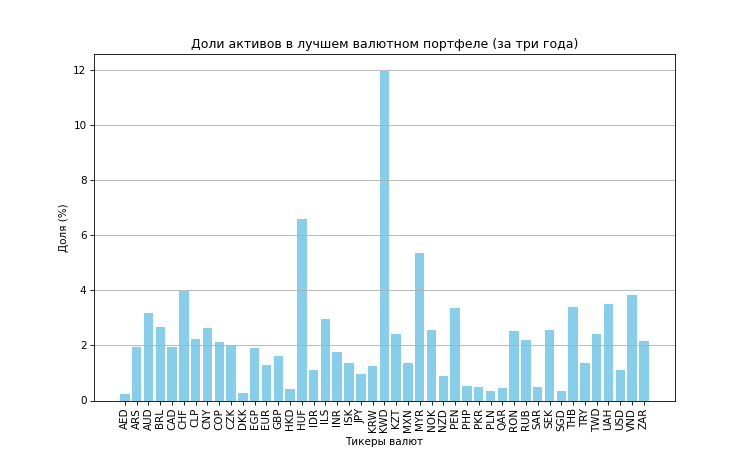 Доли активов в лучшем валютном портфеле (за три года)
Доля (%)
12
10
8
6
4
2
0
AED ARS AUD BRL CAD CHF CLP CNY COP CZK DKK EGP EUR GBP HKD HUF IDR ILS INR ISK JPY KRW KWD KZT MXN MYR NOK NZD PEN PHP PKR PLN QAR RON RUB SAR SEK SGD THB TRY TWD UAH USD VND ZAR
Тикеры валют